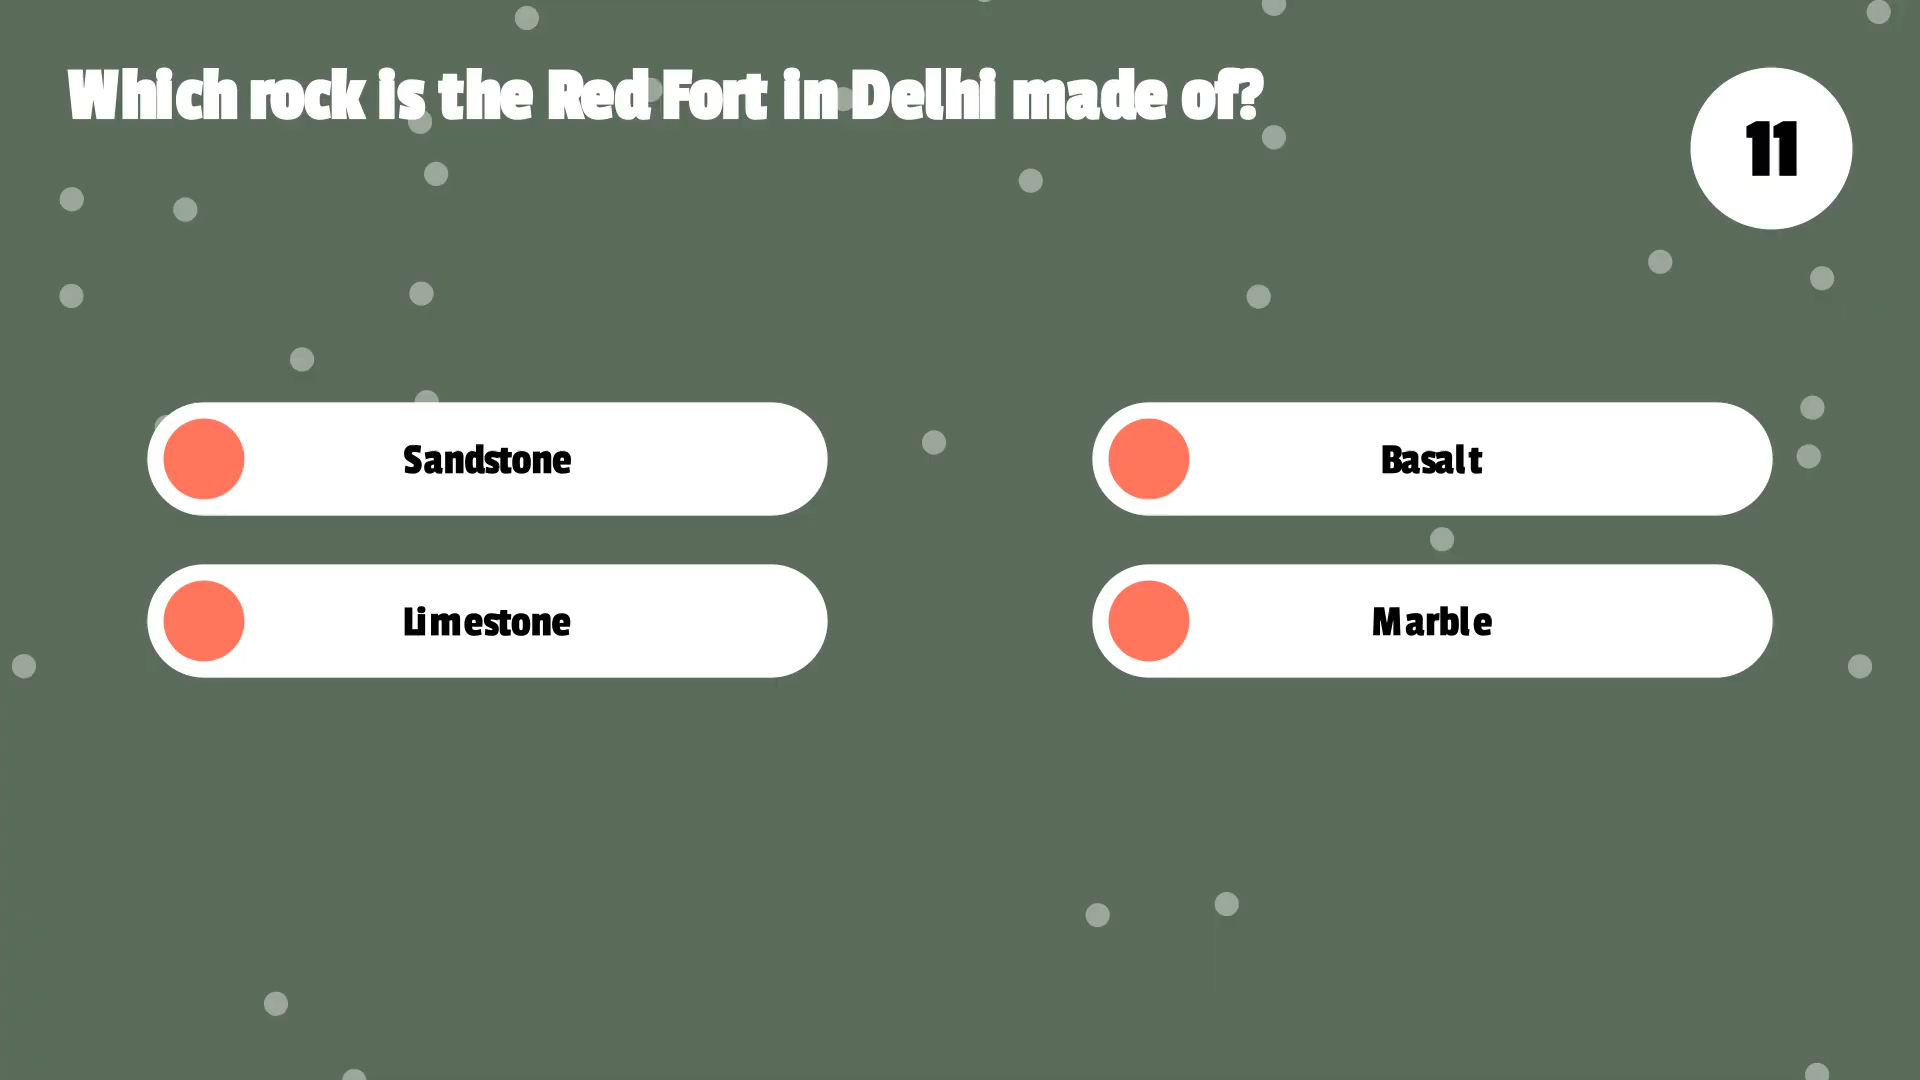 Which rock is the Red Fort in Delhi made of?
11
Sandstone
Basalt
Limestone
Marble